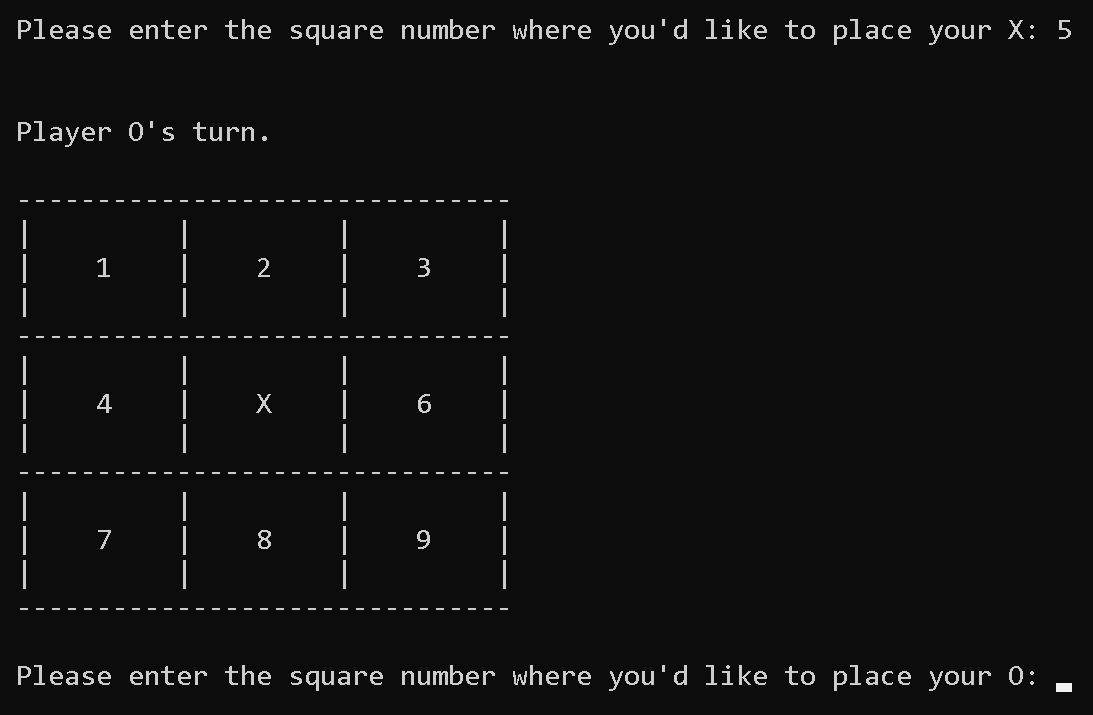 Please enter the square number where you'd like to place your X: 5
Player O's turn.
-------------------------------
|         |         |         |
|    1    |    2    |    3    |
|         |         |         |
-------------------------------
|         |         |         |
|    4    |    X    |    6    |
|         |         |         |
-------------------------------
|         |         |         |
|    7    |    8    |    9    |
|         |         |         |
-------------------------------
Please enter the square number where you'd like to place your O: